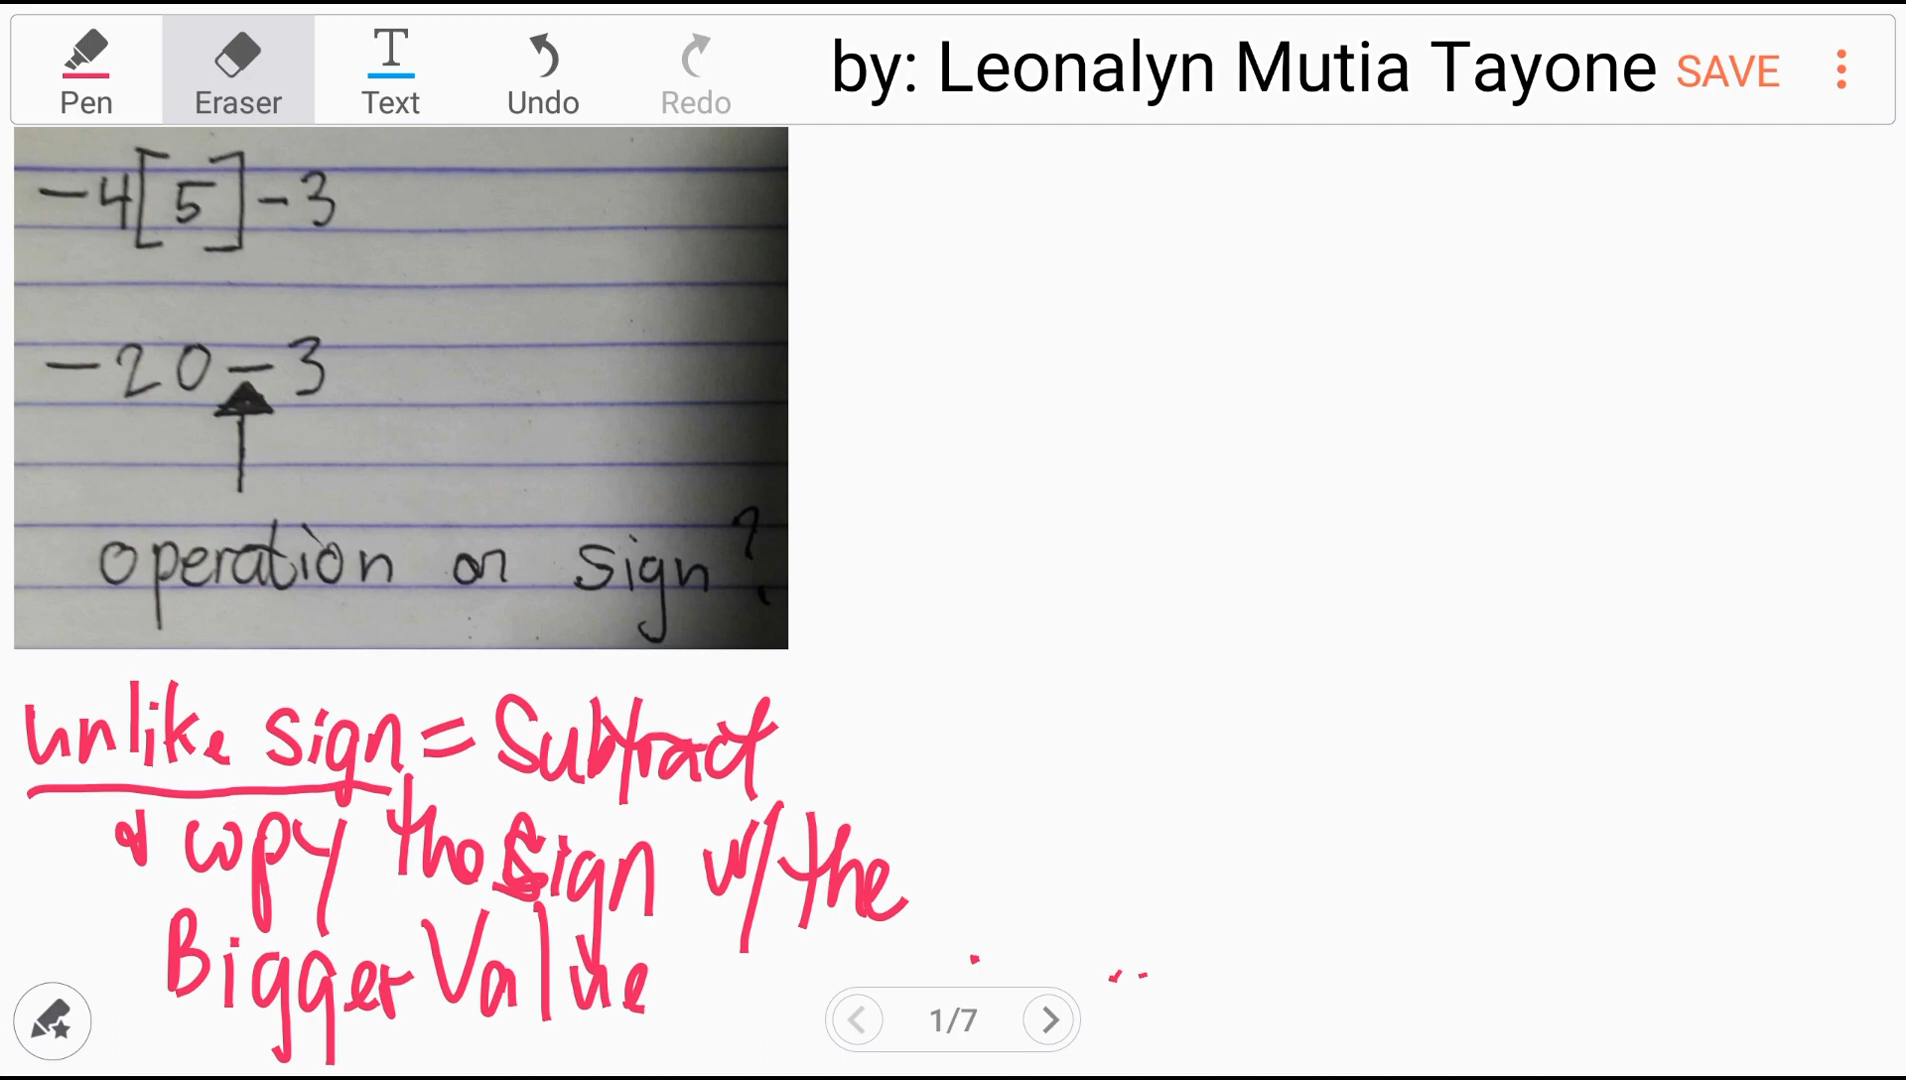 Pen Eraser Text Undo Redo by: Leonalyn Mutia Tayone SAVE
-4[5]-3
-20-3
operation or sign?
unlike sign = Subtract
& copy the sign w/ the
Bigger Value
1/7